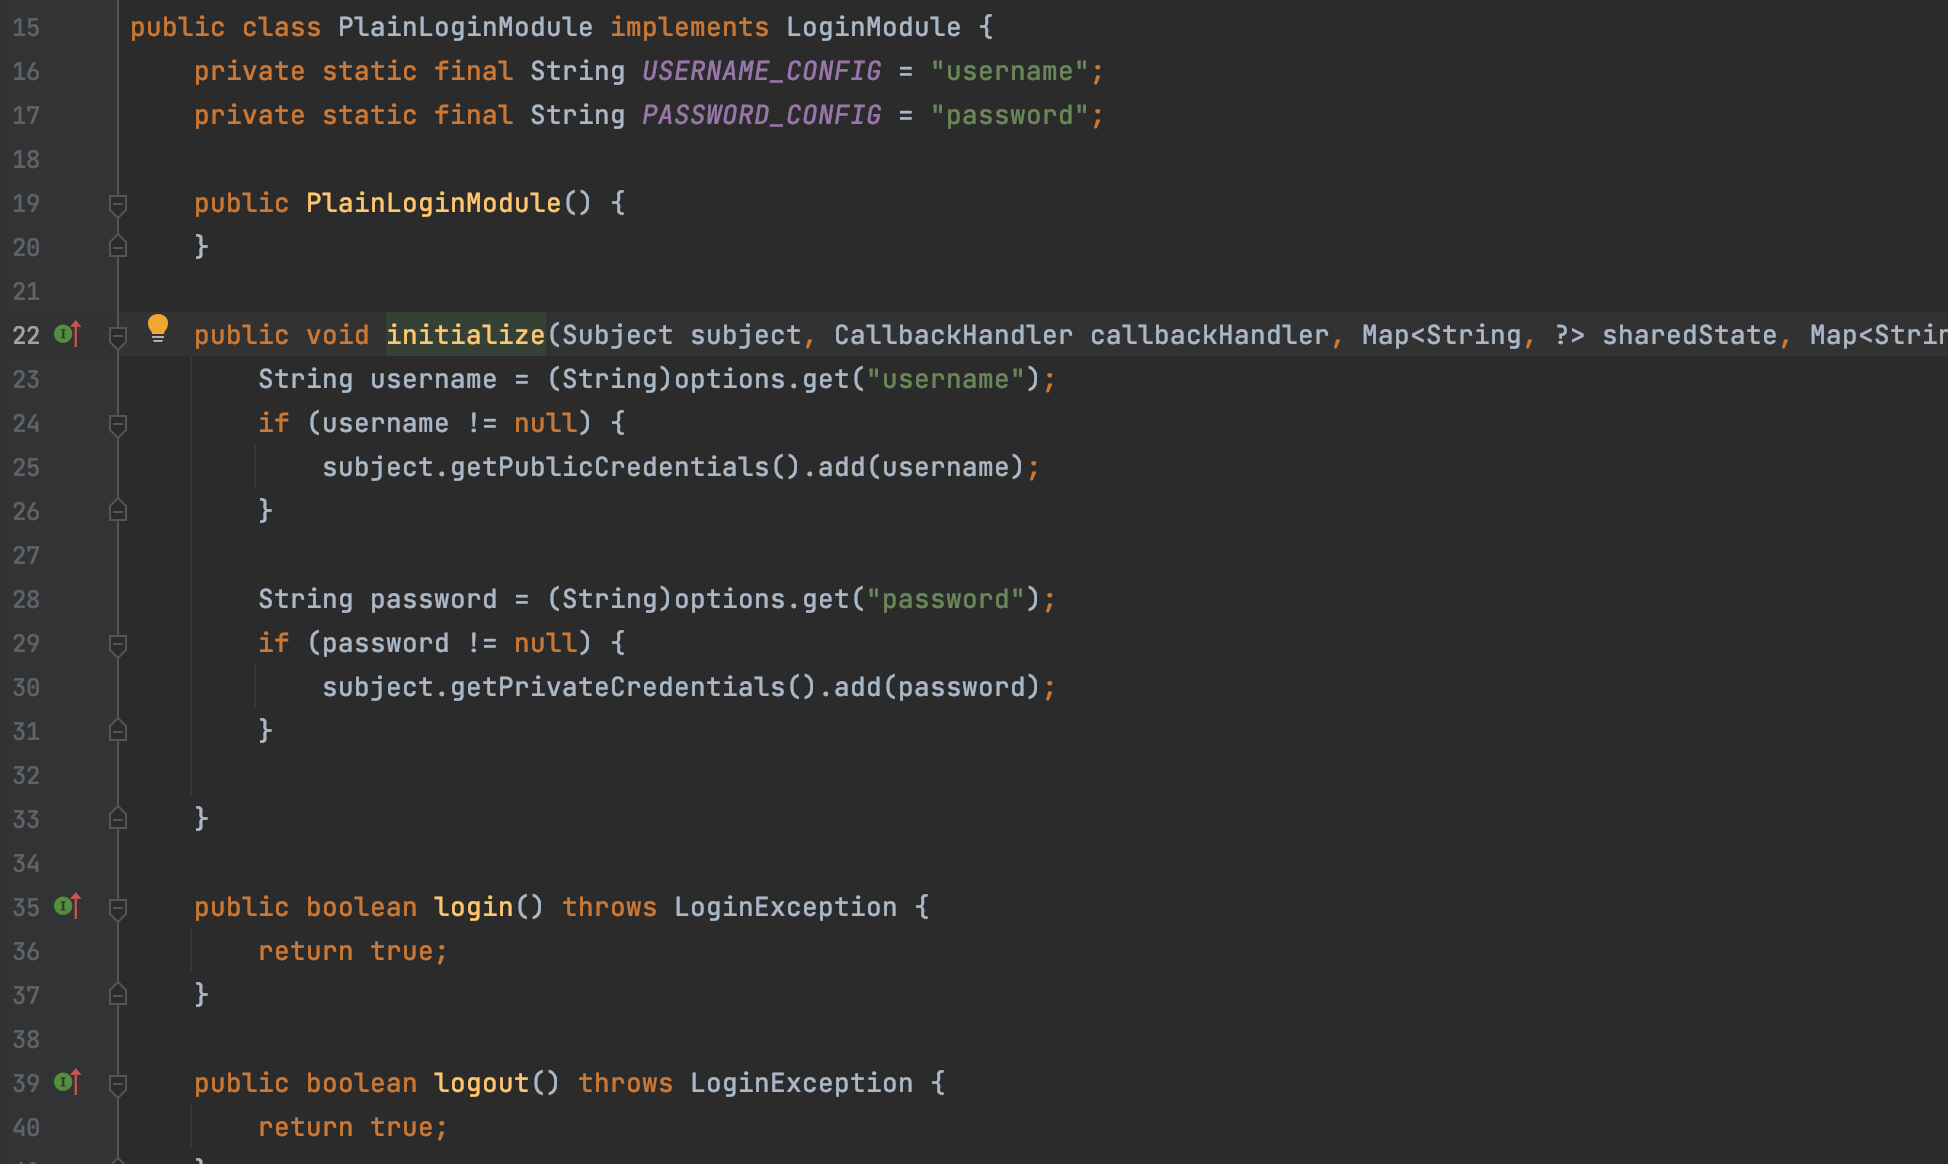 15 public class PlainLoginModule implements LoginModule {
16 private static final String USERNAME_CONFIG = "username";
17 private static final String PASSWORD_CONFIG = "password";
18
19 public PlainLoginModule() {
20 }
21
22 public void initialize(Subject subject, CallbackHandler callbackHandler, Map<String, ?> sharedState, Map<Strin
23 String username = (String)options.get("username");
24 if (username != null) {
25 subject.getPublicCredentials().add(username);
26 }
27
28 String password = (String)options.get("password");
29 if (password != null) {
30 subject.getPrivateCredentials().add(password);
31 }
32
33 }
34
35 public boolean login() throws LoginException {
36 return true;
37 }
38
39 public boolean logout() throws LoginException {
40 return true;